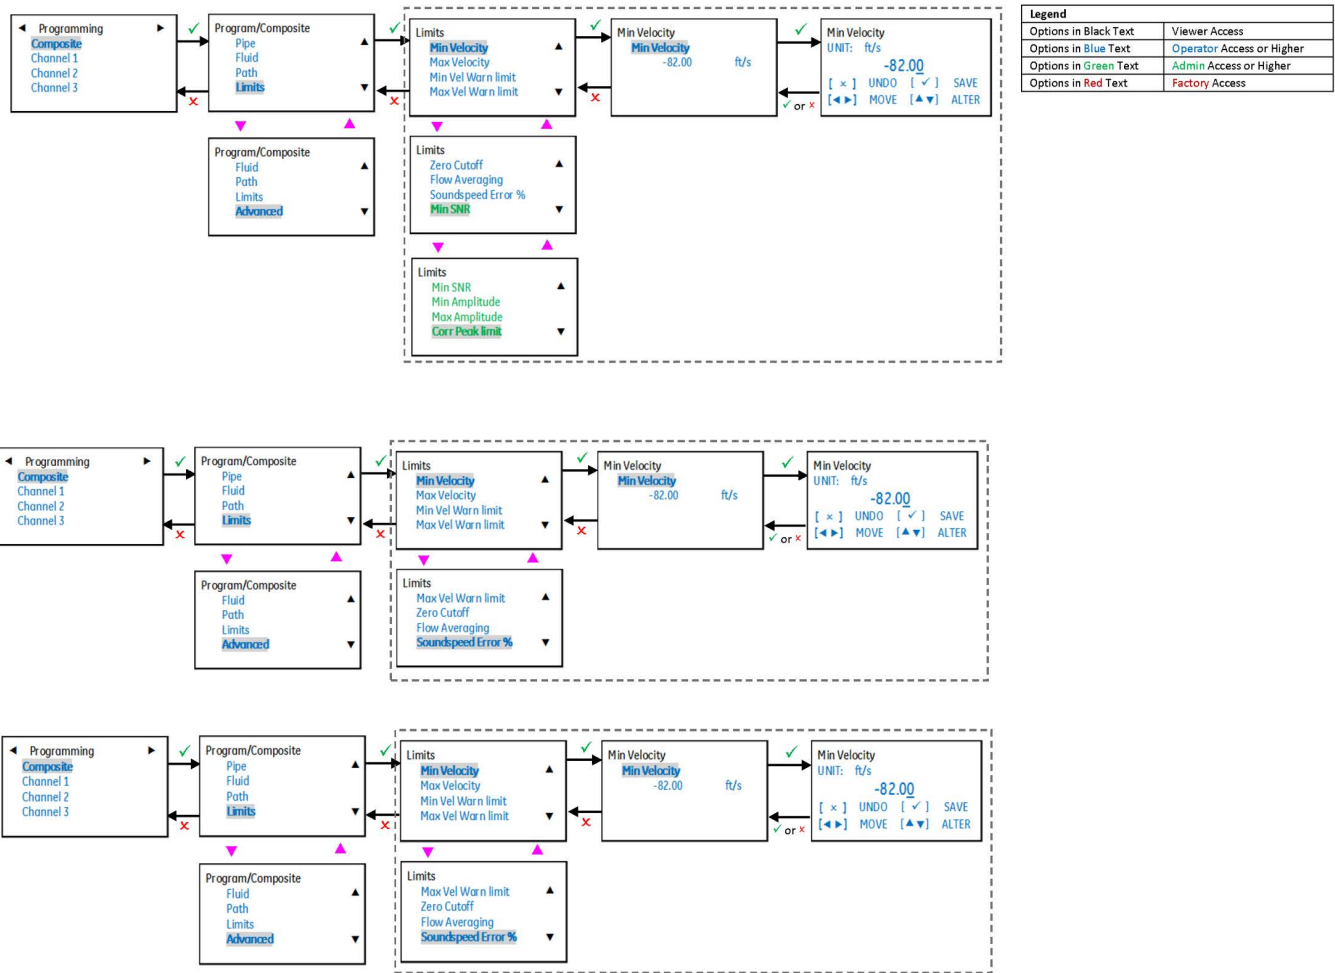 Programming
Composite
Channel 1
Channel 2
Channel 3
Program/Composite
Pipe
Fluid
Path
Limits
Program/Composite
Fluid
Path
Limits
Advanced
Limits
Min Velocity
Max Velocity
Min Vel Warn limit
Max Vel Warn limit
Limits
Zero Cutoff
Flow Averaging
Soundspeed Error %
Min SNR
Limits
Min SNR
Min Amplitude
Max Amplitude
Corr Peak limit
Min Velocity
Min Velocity
-82.00 ft/s
✓ or x
Min Velocity
UNIT: ft/s
-82.00
[ × ] UNDO [ ✓ ] SAVE
[◄ ►] MOVE [▲▼] ALTER
Legend
Options in Black Text Viewer Access
Options in Blue Text Operator Access or Higher
Options in Green Text Admin Access or Higher
Options in Red Text Factory Access
Programming
Composite
Channel 1
Channel 2
Channel 3
Program/Composite
Pipe
Fluid
Path
Limits
Program/Composite
Fluid
Path
Limits
Advanced
Limits
Min Velocity
Max Velocity
Min Vel Warn limit
Max Vel Warn limit
Limits
Max Vel Warn limit
Zero Cutoff
Flow Averaging
Soundspeed Error %
Min Velocity
Min Velocity
-82.00 ft/s
✓ or x
Min Velocity
UNIT: ft/s
-82.00
[ × ] UNDO [ ✓ ] SAVE
[◄ ►] MOVE [▲▼] ALTER
Programming
Composite
Channel 1
Channel 2
Channel 3
Program/Composite
Pipe
Fluid
Path
Limits
Program/Composite
Fluid
Path
Limits
Advanced
Limits
Min Velocity
Max Velocity
Min Vel Warn limit
Max Vel Warn limit
Limits
Max Vel Warn limit
Zero Cutoff
Flow Averaging
Soundspeed Error %
Min Velocity
Min Velocity
-82.00 ft/s
✓ or x
Min Velocity
UNIT: ft/s
-82.00
[ × ] UNDO [ ✓ ] SAVE
[◄ ►] MOVE [▲▼] ALTER